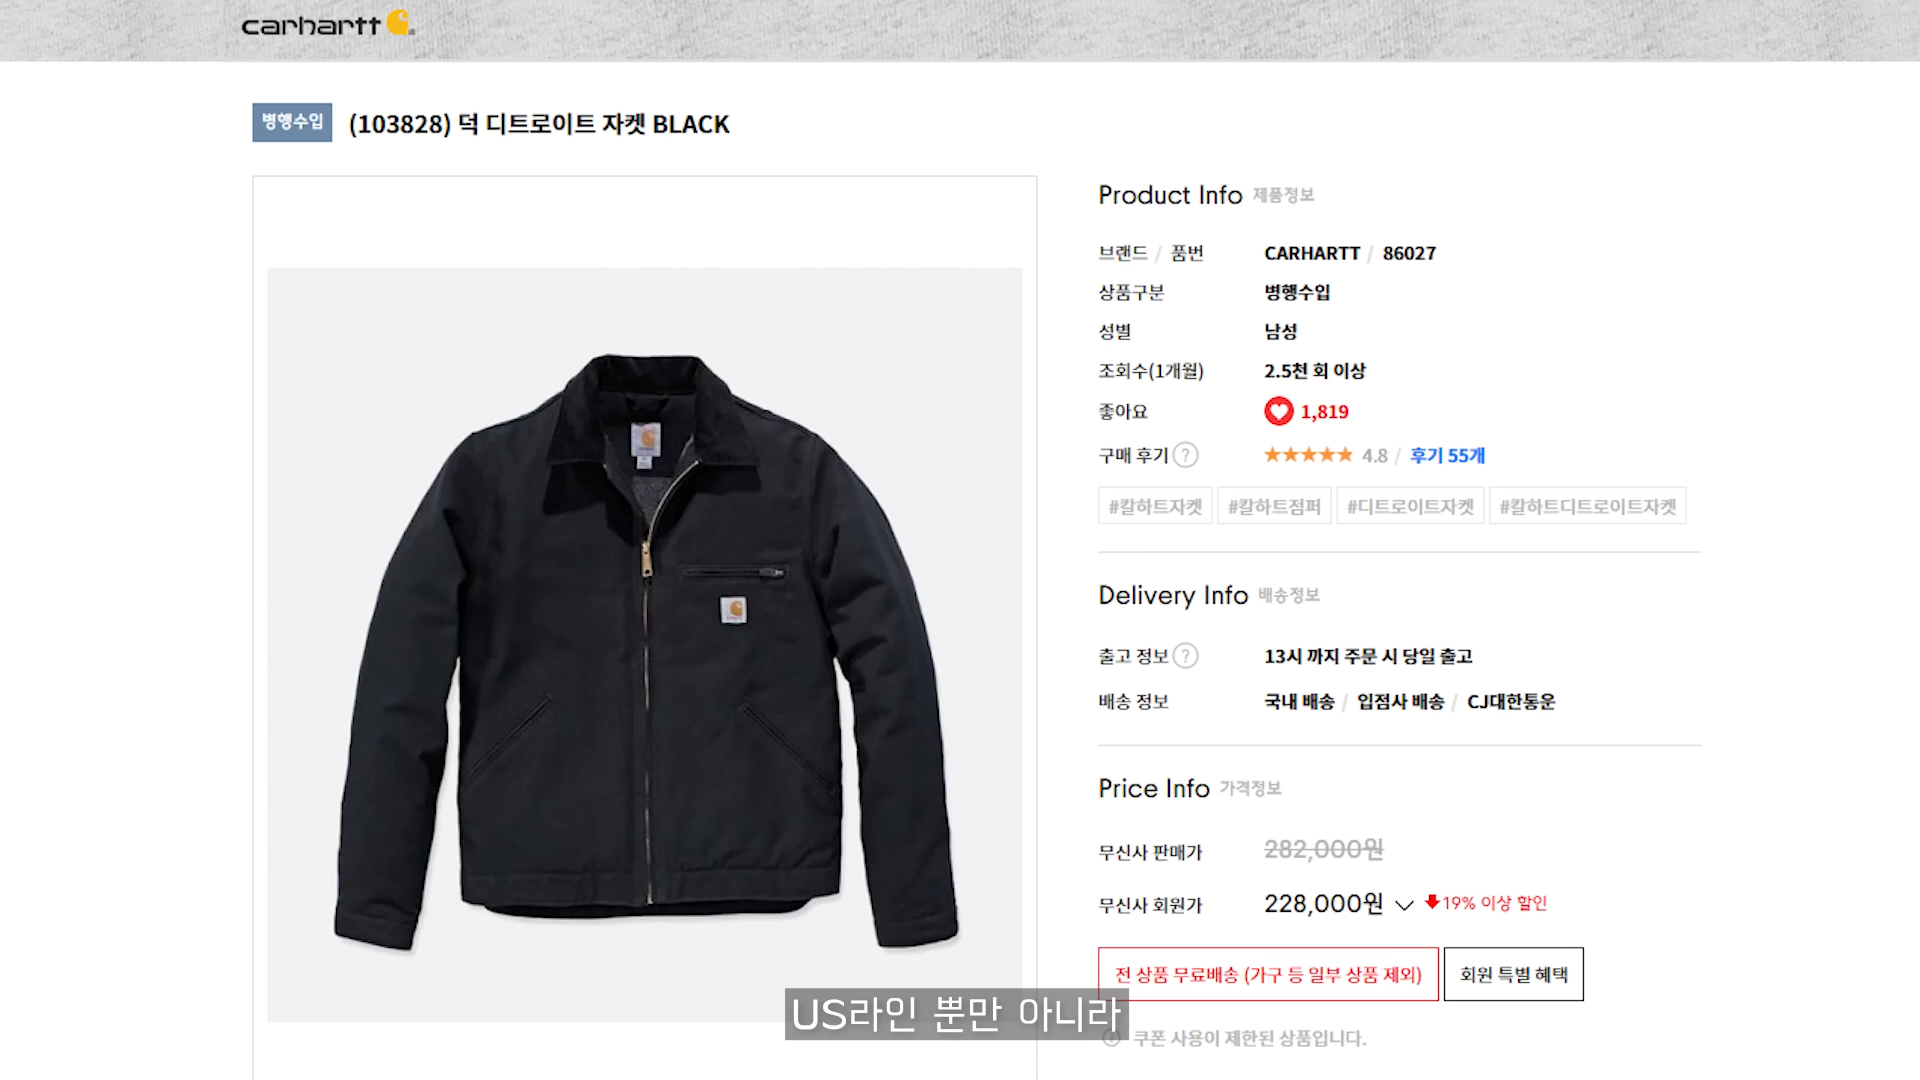 carhartt
병행수입 (103828) 덕 디트로이트 자켓 BLACK
Product Info 제품정보
브랜드 / 품번 CARHARTT / 86027
상품구분 병행수입
성별 남성
조회수(1개월) 2.5천 회 이상
좋아요 1,819
구매 후기 ? ★★★★★ 4.8 / 후기 55개
#칼하트자켓 #칼하트점퍼 #디트로이트자켓 #칼하트디트로이트자켓
Delivery Info 배송정보
출고 정보 ? 13시 까지 주문 시 당일 출고
배송 정보 국내 배송 / 입점사 배송 / CJ대한통운
Price Info 가격정보
무신사 판매가 282,000원
무신사 회원가 228,000원 19% 이상 할인
전 상품 무료배송 (가구 등 일부 상품 제외) 회원 특별 혜택
US라인 뿐만 아니라
쿠폰 사용이 제한된 상품입니다.